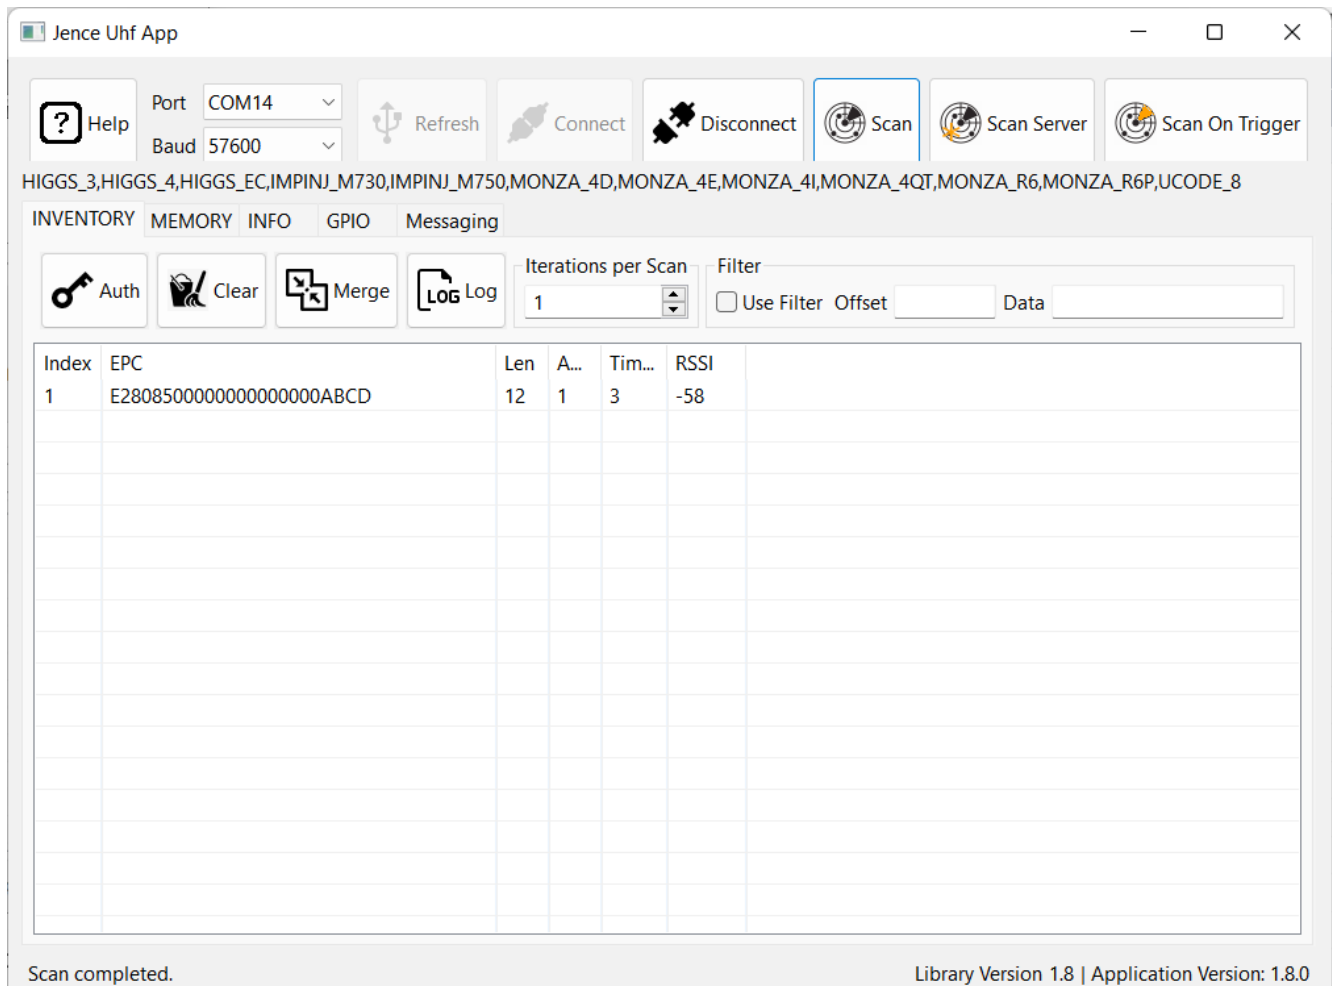 Jence Uhf App
Help
Port COM14
Baud 57600
Refresh
Connect
Disconnect
Scan
Scan Server
Scan On Trigger
HIGGS_3,HIGGS_4,HIGGS_EC,IMPINJ_M730,IMPINJ_M750,MONZA_4D,MONZA_4E,MONZA_4I,MONZA_4QT,MONZA_R6,MONZA_R6P,UCODE_8
INVENTORY MEMORY INFO GPIO Messaging
Auth
Clear
Merge
LOG Log
Iterations per Scan
1
Filter
Use Filter Offset Data
Index EPC Len A... Tim... RSSI
1 E2808500000000000000ABCD 12 1 3 -58
Scan completed.
Library Version 1.8 | Application Version: 1.8.0